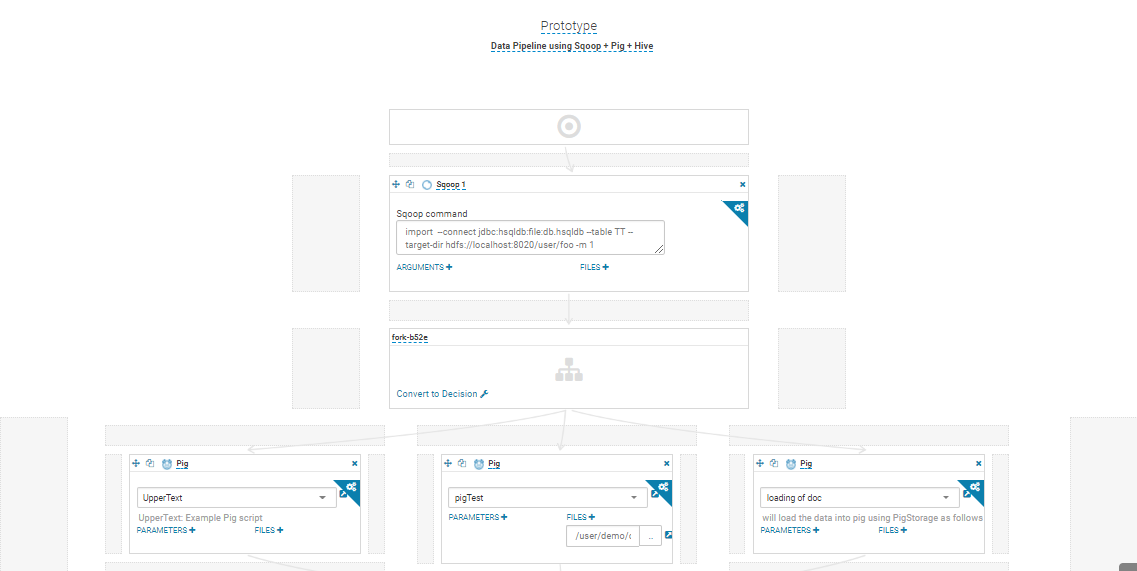 Prototype
Data Pipeline using Sqoop + Pig + Hive
Sqoop 1
Sqoop command
import --connect jdbc:hsqldb:file:db.hsqldb --table TT --
target-dir hdfs://localhost:8020/user/foo -m 1
ARGUMENTS + FILES +
fork-b52e
Convert to Decision
Pig Pig Pig
UpperText pigTest loading of doc
UpperText: Example Pig script PARAMETERS + FILES + will load the data into pig using PigStorage as follows
PARAMETERS + FILES + /user/demo/ .. PARAMETERS + FILES +